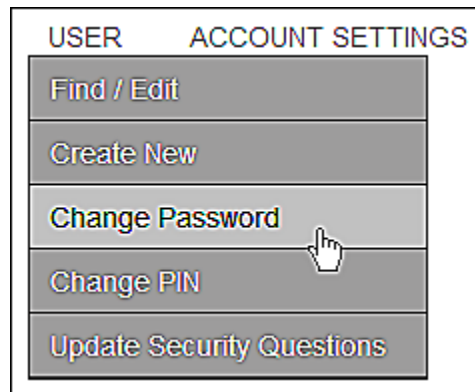 USER ACCOUNT SETTINGS
Find / Edit
Create New
Change Password
Change PIN
Update Security Questions